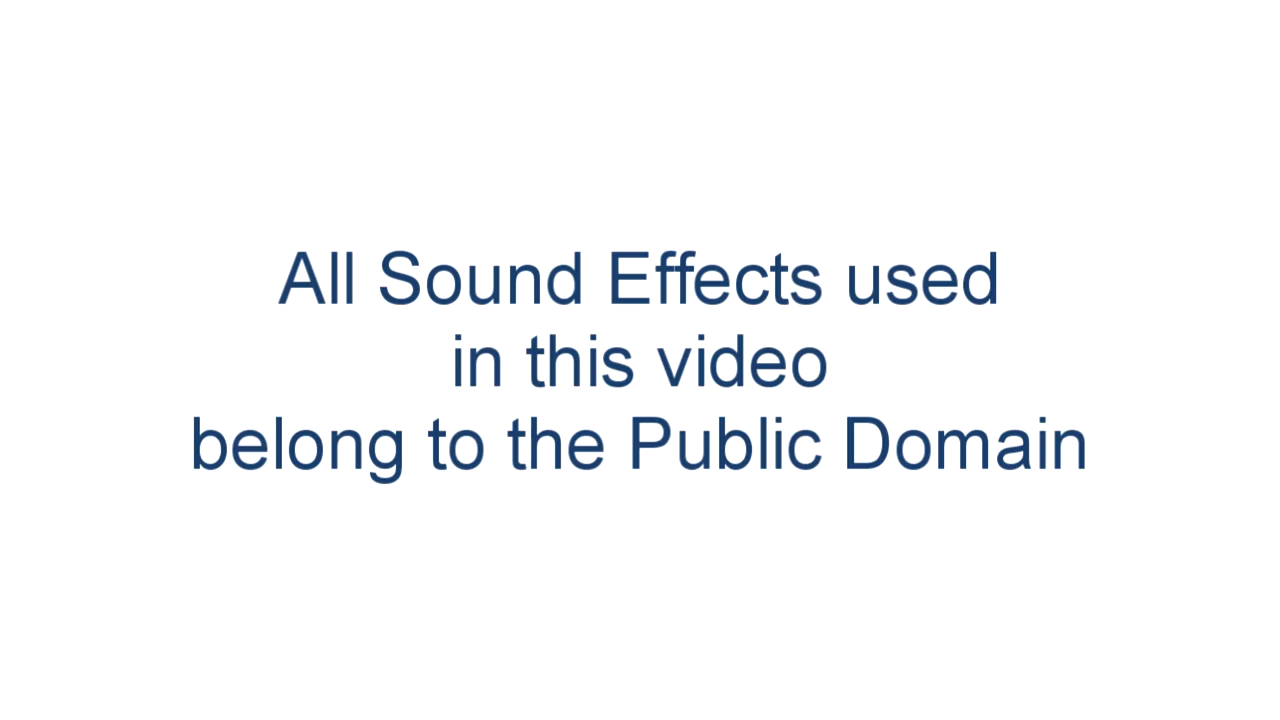 All Sound Effects used
in this video
belong to the Public Domain